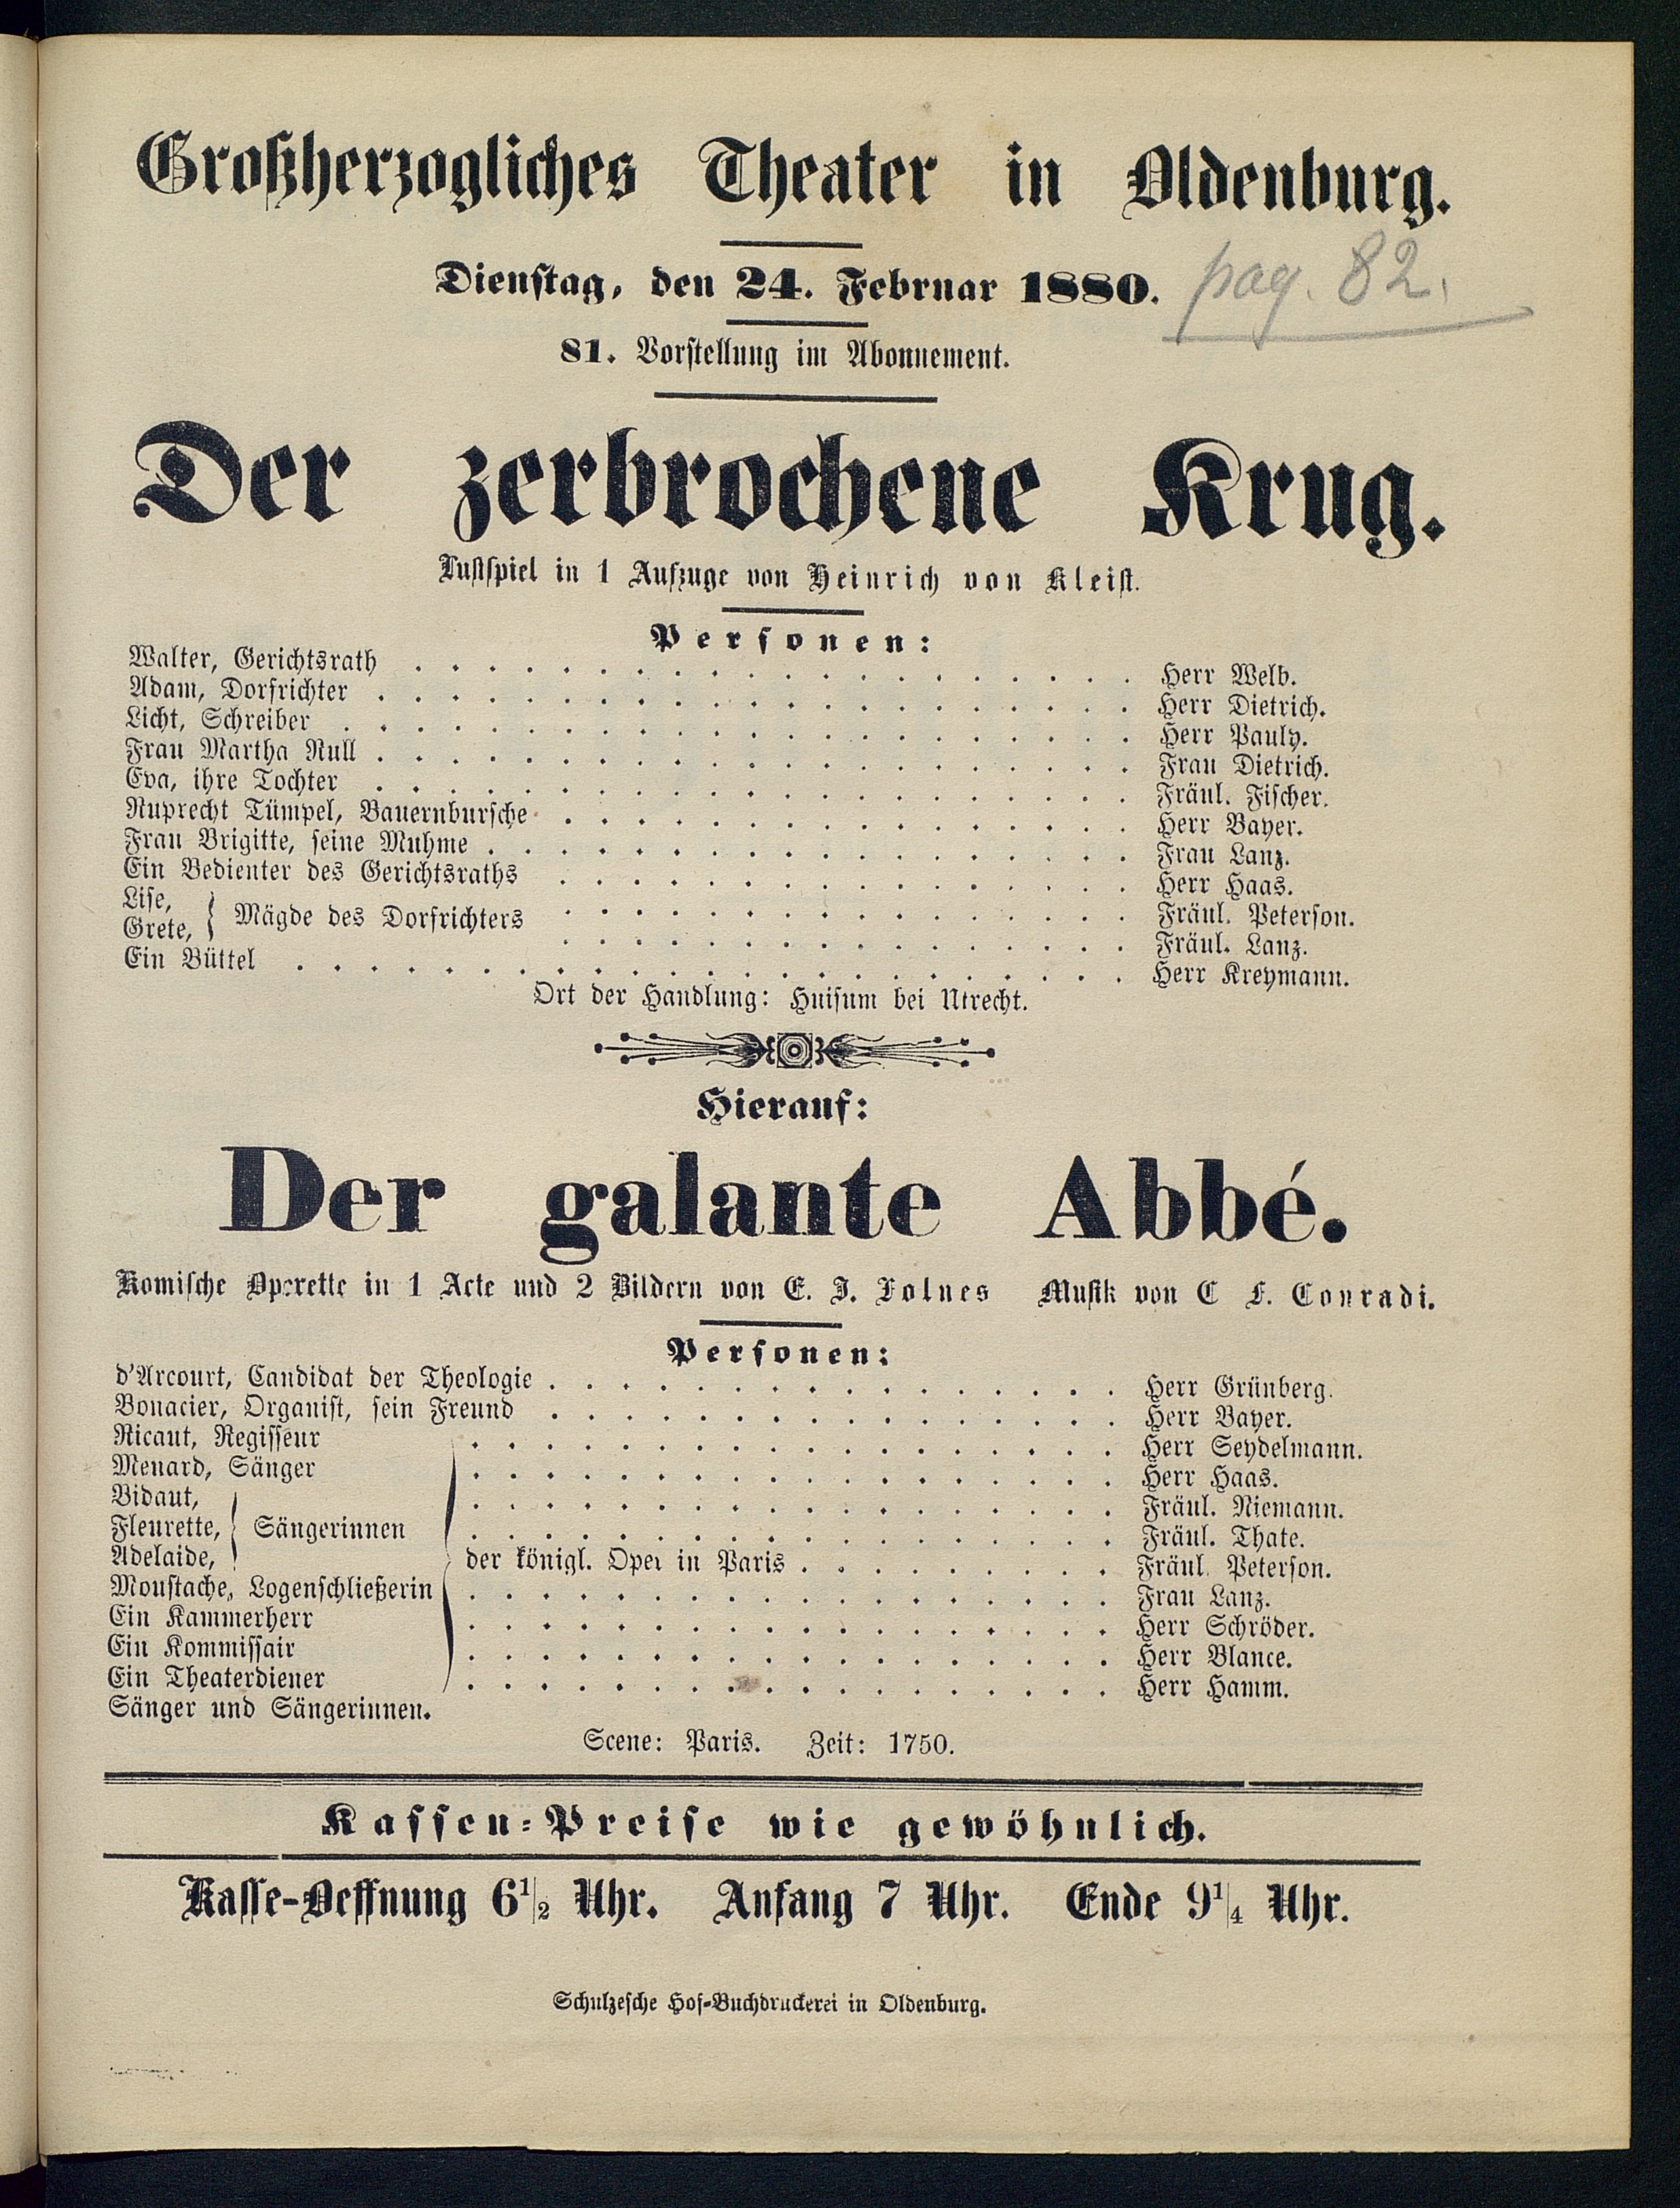 Großherzogliches Theater in Oldenburg.
Dienstag, den 24. Februar 1880.
pag. 82.
81. Vorstellung im Abonnement.
Der zerbrochene Krug.
Lustspiel in 1 Aufzuge von Heinrich von Kleist.
Personen:
Walter, Gerichtsrath . . . . . Herr Welb.
Adam, Dorfrichter . . . . . Herr Dietrich.
Licht, Schreiber . . . . . Herr Pauly.
Frau Martha Rull . . . . . Frau Dietrich.
Eva, ihre Tochter . . . . . Fräul. Fischer.
Ruprecht Tümpel, Bauernbursche . . . . . Herr Bayer.
Frau Brigitte, seine Muhme . . . . . Frau Lanz.
Ein Bedienter des Gerichtsraths . . . . . Herr Haas.
Lise, } Mägde des Dorfrichters . . . . . Fräul. Peterson.
Grete, . . . . . Fräul. Lanz.
Ein Büttel . . . . . Herr Kreymann.
Ort der Handlung: Huisum bei Utrecht.
Hierauf:
Der galante Abbé.
Komische Operette in 1 Acte und 2 Bildern von E. J. Folnes Musik von C F. Conradi.
Personen:
d'Arcourt, Candidat der Theologie . . . . . Herr Grünberg.
Bonacier, Organist, sein Freund . . . . . Herr Bayer.
Ricaut, Regisseur . . . . . Herr Seydelmann.
Menard, Sänger . . . . . Herr Haas.
Bidaut, . . . . . Fräul. Niemann.
Fleurette, } Sängerinnen . . . . . Fräul. Thate.
Adelaide, } der königl. Oper in Paris . . . . . Fräul. Peterson.
Moustache, Logenschließerin . . . . . Frau Lanz.
Ein Kammerherr . . . . . Herr Schröder.
Ein Kommissair . . . . . Herr Blance.
Ein Theaterdiener . . . . . Herr Hamm.
Sänger und Sängerinnen.
Scene: Paris. Zeit: 1750.
Kassen-Preise wie gewöhnlich.
Kasse-Oeffnung 6 1/2 Uhr. Anfang 7 Uhr. Ende 9 1/4 Uhr.
Schulzesche Hof-Buchdruckerei in Oldenburg.